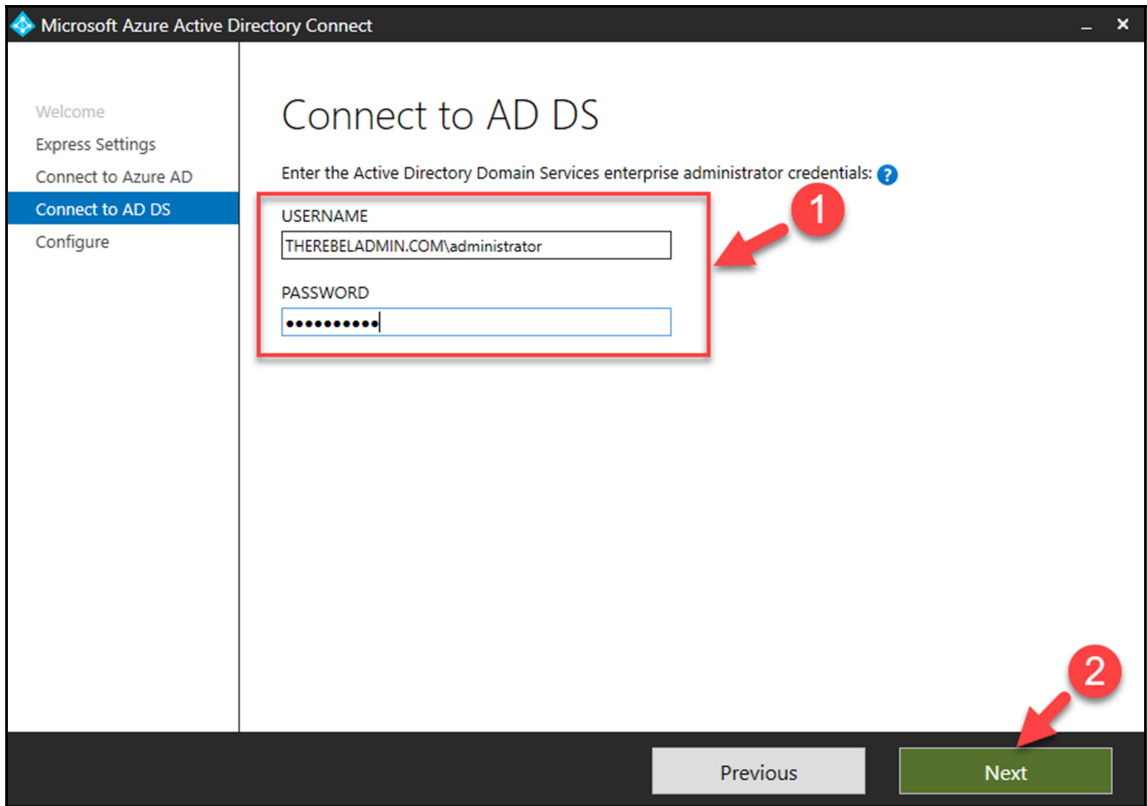 Microsoft Azure Active Directory Connect
Welcome
Express Settings
Connect to Azure AD
Connect to AD DS
Configure
Connect to AD DS
Enter the Active Directory Domain Services enterprise administrator credentials: ?
1
USERNAME
THEREBELADMIN.COM\administrator
PASSWORD
••••••••••
2
Previous
Next